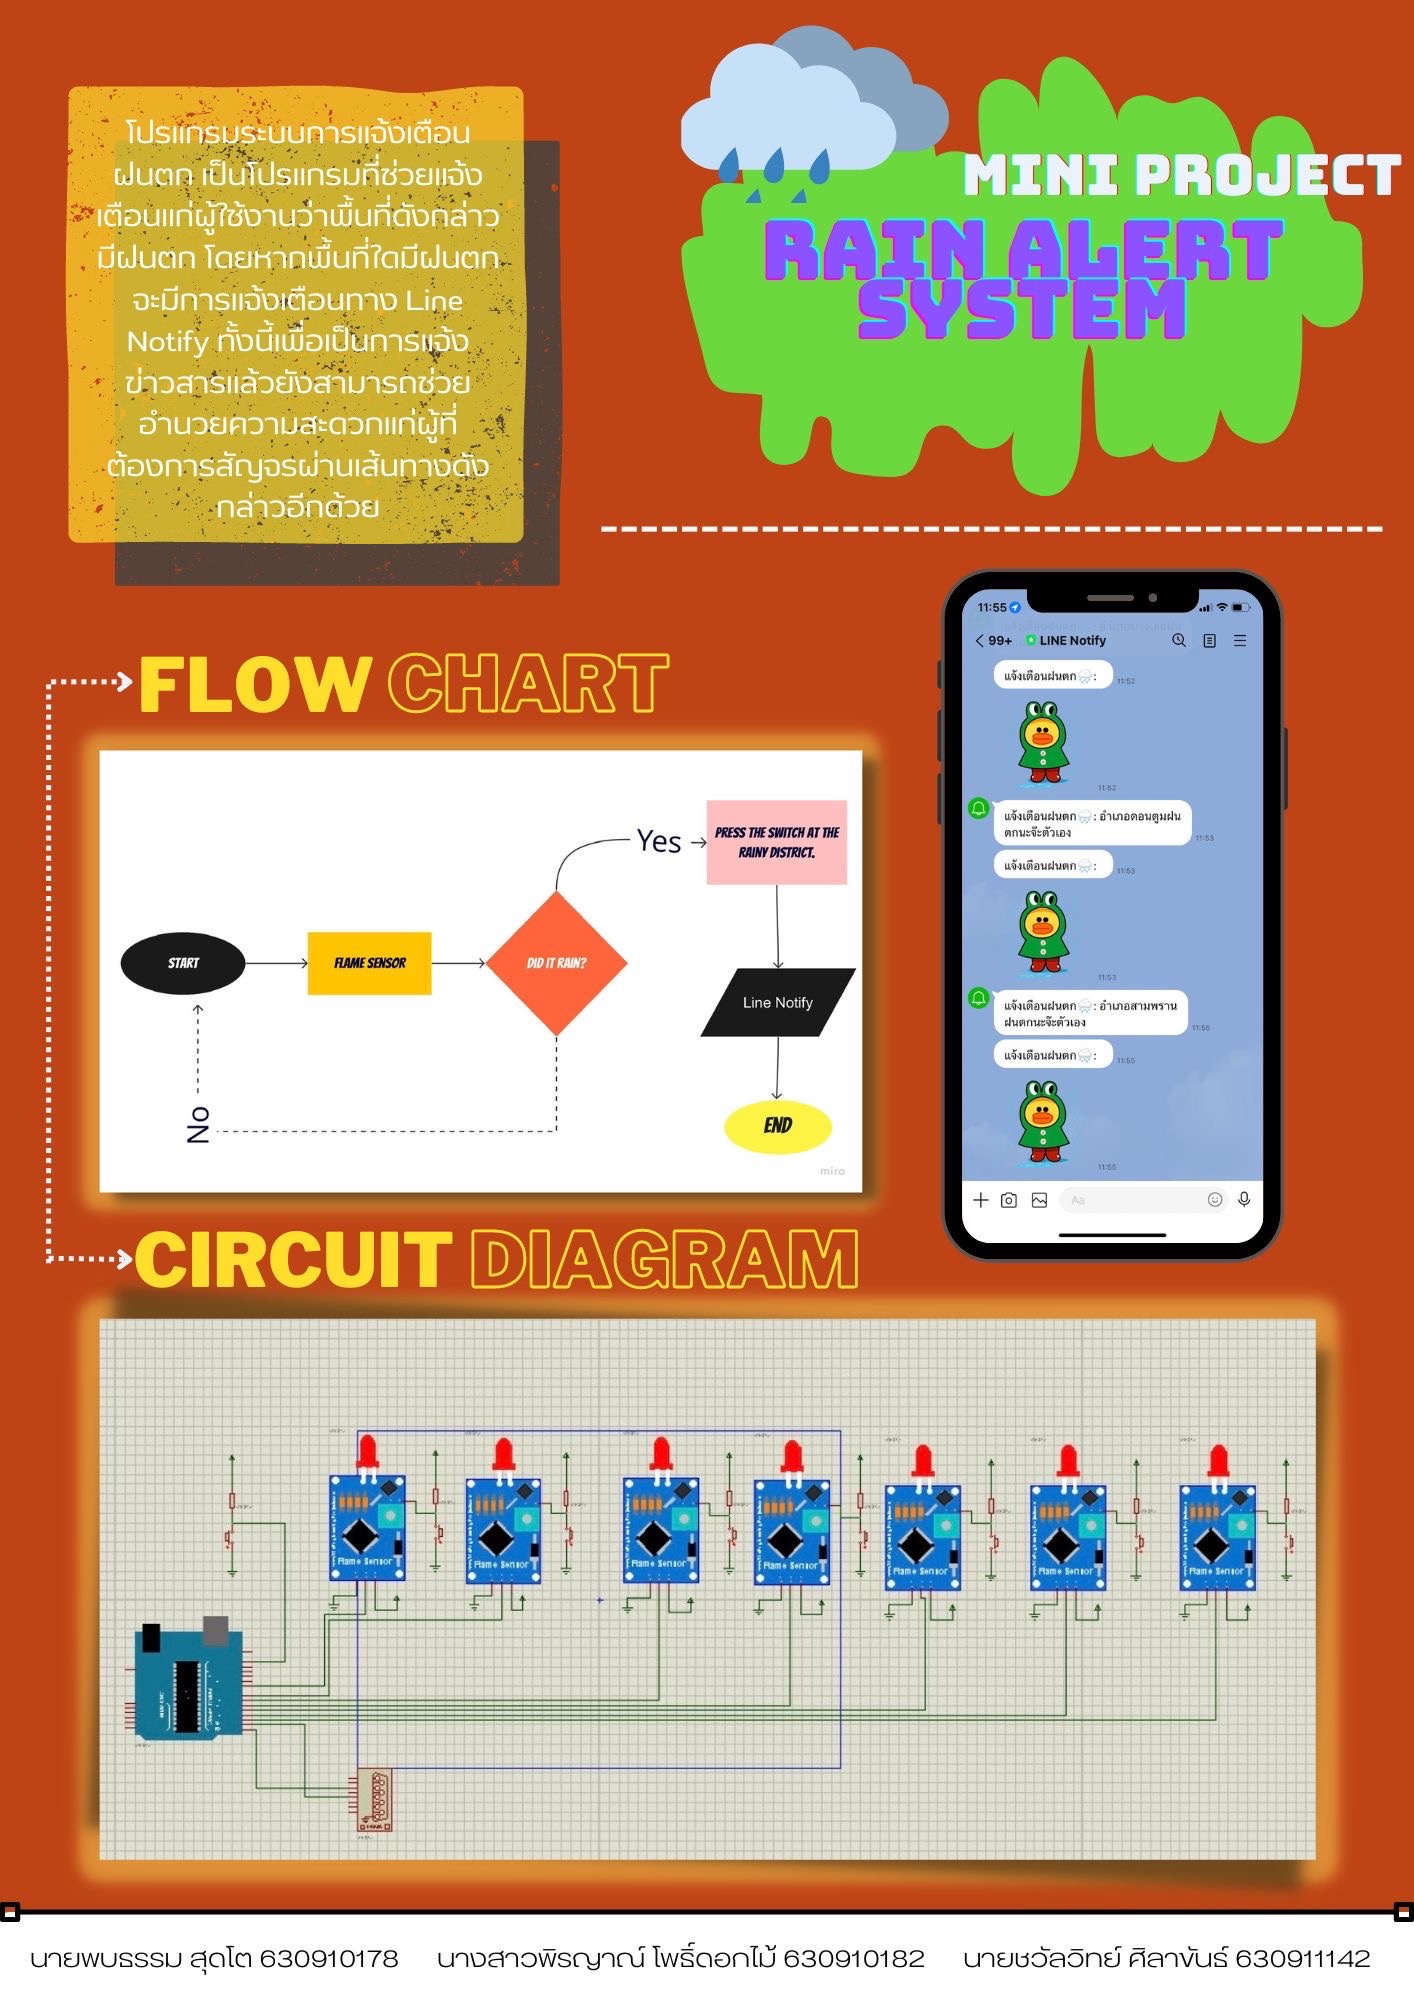 โปรแกรมระบบการแจ้งเตือน
ฝนตก เป็นโปรแกรมที่ช่วยแจ้ง
เตือนแก่ผู้ใช้งานว่าพื้นที่ดังกล่าว
มีฝนตก โดยหากพื้นที่ใดมีฝนตก
จะมีการแจ้งเตือนทาง Line
Notify ทั้งนี้เพื่อเป็นการแจ้ง
ข่าวสารแล้วยังสามารถช่วย
อำนวยความสะดวกแก่ผู้ที่
ต้องการสัญจรผ่านเส้นทางดัง
กล่าวอีกด้วย
MINI PROJECT
RAIN ALERT
SYSTEM
11:55
99+ LINE Notify
แจ้งเตือนฝนตก🌧️:
11:52
11:52
แจ้งเตือนฝนตก🌧️: อำเภอดอนตูมฝน
ตกนะจ๊ะตัวเอง
11:53
แจ้งเตือนฝนตก🌧️:
11:53
11:53
แจ้งเตือนฝนตก🌧️: อำเภอสามพราน
ฝนตกนะจ๊ะตัวเอง
11:55
แจ้งเตือนฝนตก🌧️:
11:55
11:55
Aa
FLOW CHART
START
FLAME SENSOR
DID IT RAIN?
Yes
PRESS THE SWITCH AT THE
RAINY DISTRICT.
Line Notify
END
No
miro
CIRCUIT DIAGRAM
Flame Sensor
Flame Sensor
Flame Sensor
Flame Sensor
Flame Sensor
Flame Sensor
Flame Sensor
นายพบธรรม สุดโต 630910178
นางสาวพิรญาณ์ โพธิ์ดอกไม้ 630910182
นายชวัลวิทย์ ศิลาขันธ์ 630911142